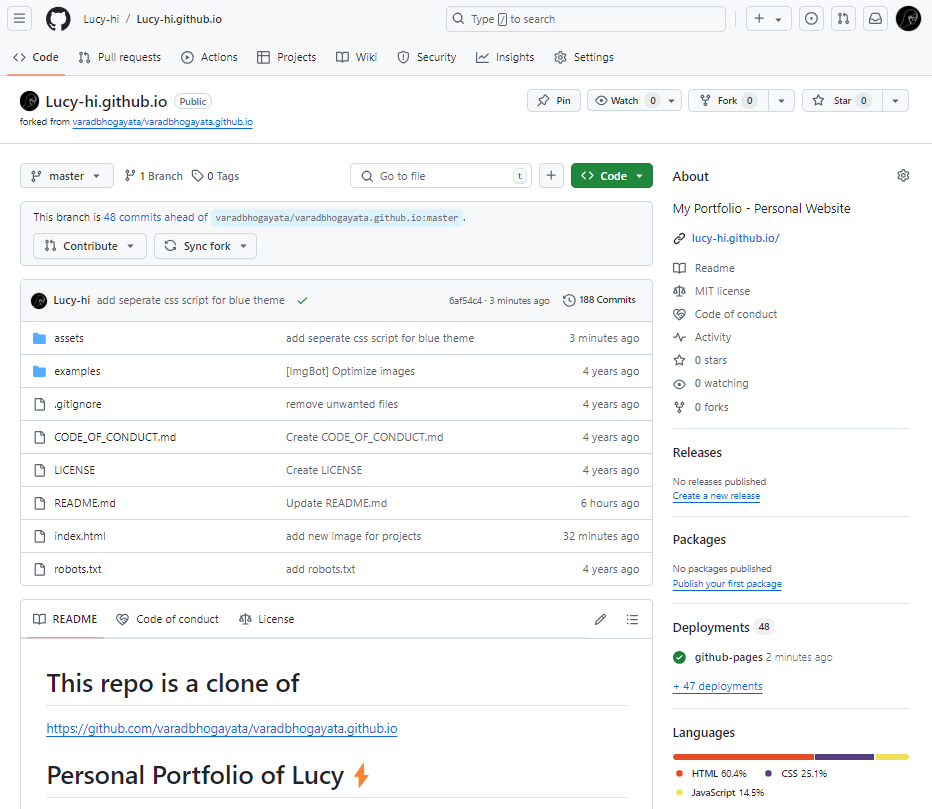 Lucy-hi / Lucy-hi.github.io
Type / to search
Code Pull requests Actions Projects Wiki Security Insights Settings
Lucy-hi.github.io Public
forked from varadbhogayata/varadbhogayata.github.io
Pin Watch 0 Fork 0 Star 0
master 1 Branch 0 Tags Go to file t Code
This branch is 48 commits ahead of varadbhogayata/varadbhogayata.github.io:master .
Contribute Sync fork
Lucy-hi add seperate css script for blue theme 6af54c4 · 3 minutes ago 188 Commits
assets add seperate css script for blue theme 3 minutes ago
examples [ImgBot] Optimize images 4 years ago
.gitignore remove unwanted files 4 years ago
CODE_OF_CONDUCT.md Create CODE_OF_CONDUCT.md 4 years ago
LICENSE Create LICENSE 4 years ago
README.md Update README.md 6 hours ago
index.html add new image for projects 32 minutes ago
robots.txt add robots.txt 4 years ago
README Code of conduct License
This repo is a clone of
https://github.com/varadbhogayata/varadbhogayata.github.io
Personal Portfolio of Lucy ⚡
About
My Portfolio - Personal Website
lucy-hi.github.io/
Readme
MIT license
Code of conduct
Activity
0 stars
0 watching
0 forks
Releases
No releases published
Create a new release
Packages
No packages published
Publish your first package
Deployments 48
github-pages 2 minutes ago
+ 47 deployments
Languages
HTML 60.4% CSS 25.1%
JavaScript 14.5%